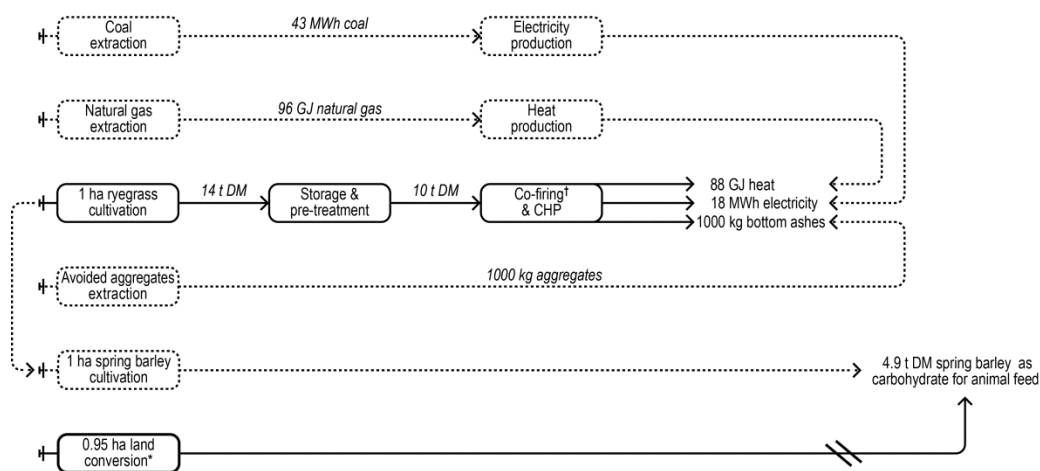 Coal
extraction
43 MWh coal
Electricity
production
Natural gas
extraction
96 GJ natural gas
Heat
production
1 ha ryegrass
cultivation
14 t DM
Storage &
pre-treatment
10 t DM
Co-firing†
& CHP
88 GJ heat
18 MWh electricity
1000 kg bottom ashes
Avoided aggregates
extraction
1000 kg aggregates
1 ha spring barley
cultivation
4.9 t DM spring barley as
carbohydrate for animal feed
0.95 ha land
conversion*